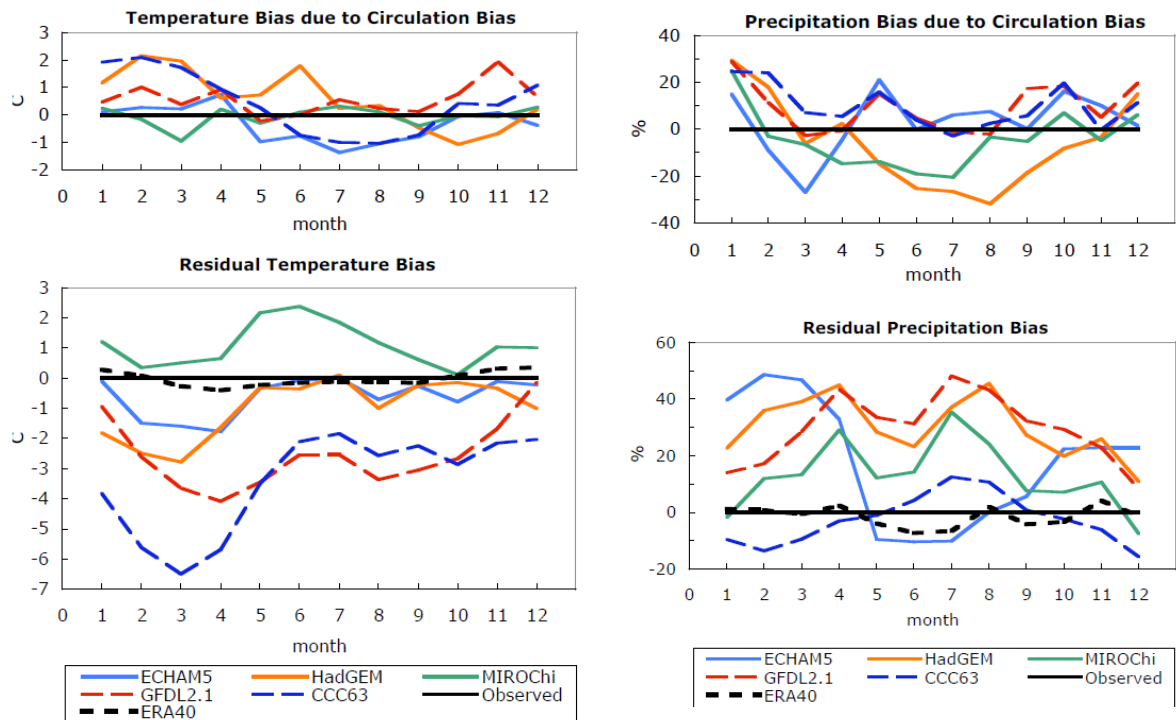 Temperature Bias due to Circulation Bias
3
2
1
0
-1
-2
C
0 1 2 3 4 5 6 7 8 9 10 11 12
month
Precipitation Bias due to Circulation Bias
40
20
0
-20
-40
%
0 1 2 3 4 5 6 7 8 9 10 11 12
month
Residual Temperature Bias
3
2
1
0
-1
-2
-3
-4
-5
-6
-7
C
0 1 2 3 4 5 6 7 8 9 10 11 12
month
Residual Precipitation Bias
60
40
20
0
-20
%
0 1 2 3 4 5 6 7 8 9 10 11 12
month
ECHAM5 HadGEM MIROChi
GFDL2.1 CCC63 Observed
ERA40
ECHAM5 HadGEM MIROChi
GFDL2.1 CCC63 Observed
ERA40